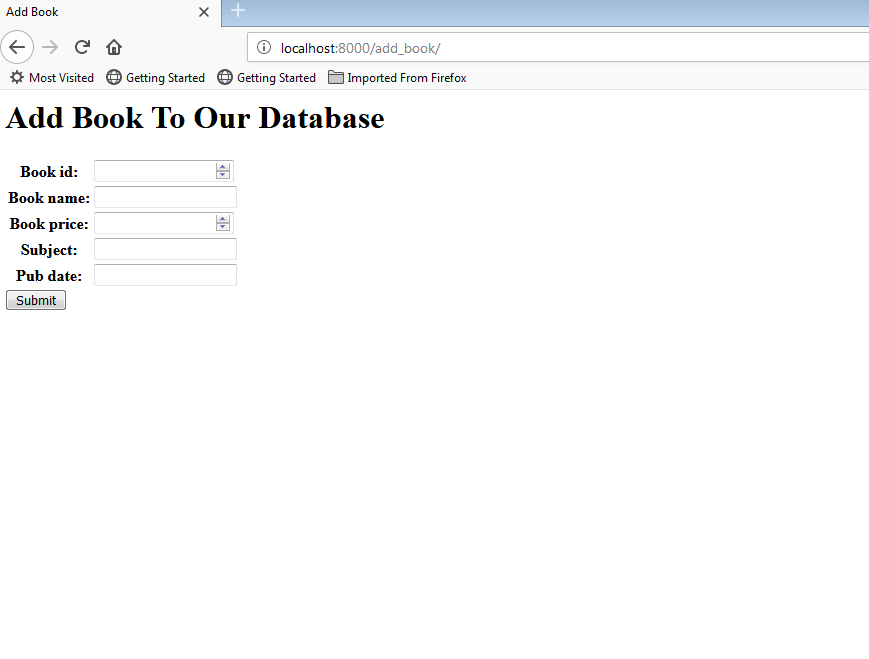 Add Book
localhost:8000/add_book/
Most Visited Getting Started Getting Started Imported From Firefox
Add Book To Our Database
Book id:
Book name:
Book price:
Subject:
Pub date:
Submit